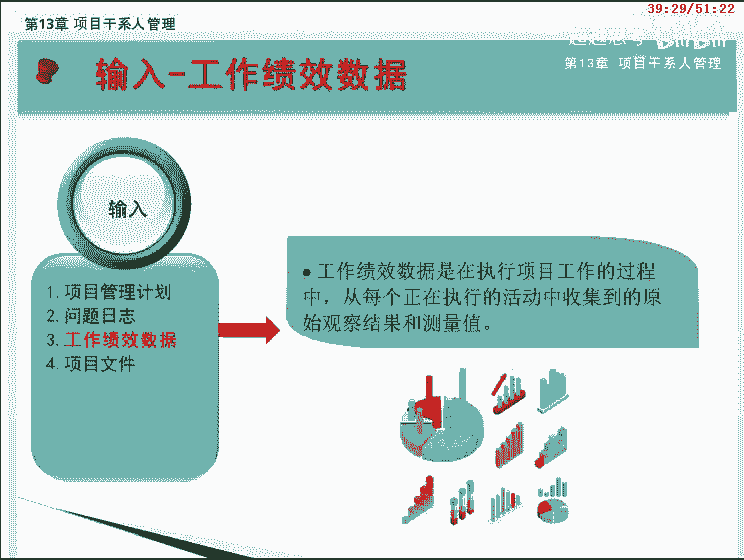 39:29/51:22
第13章 项目干系人管理
输入-工作绩效数据
第13章 项目干系人管理
输入
1. 项目管理计划
2. 问题日志
3. 工作绩效数据
4. 项目文件
● 工作绩效数据是在执行项目工作的过程
中，从每个正在执行的活动中收集到的原
始观察结果和测量值。